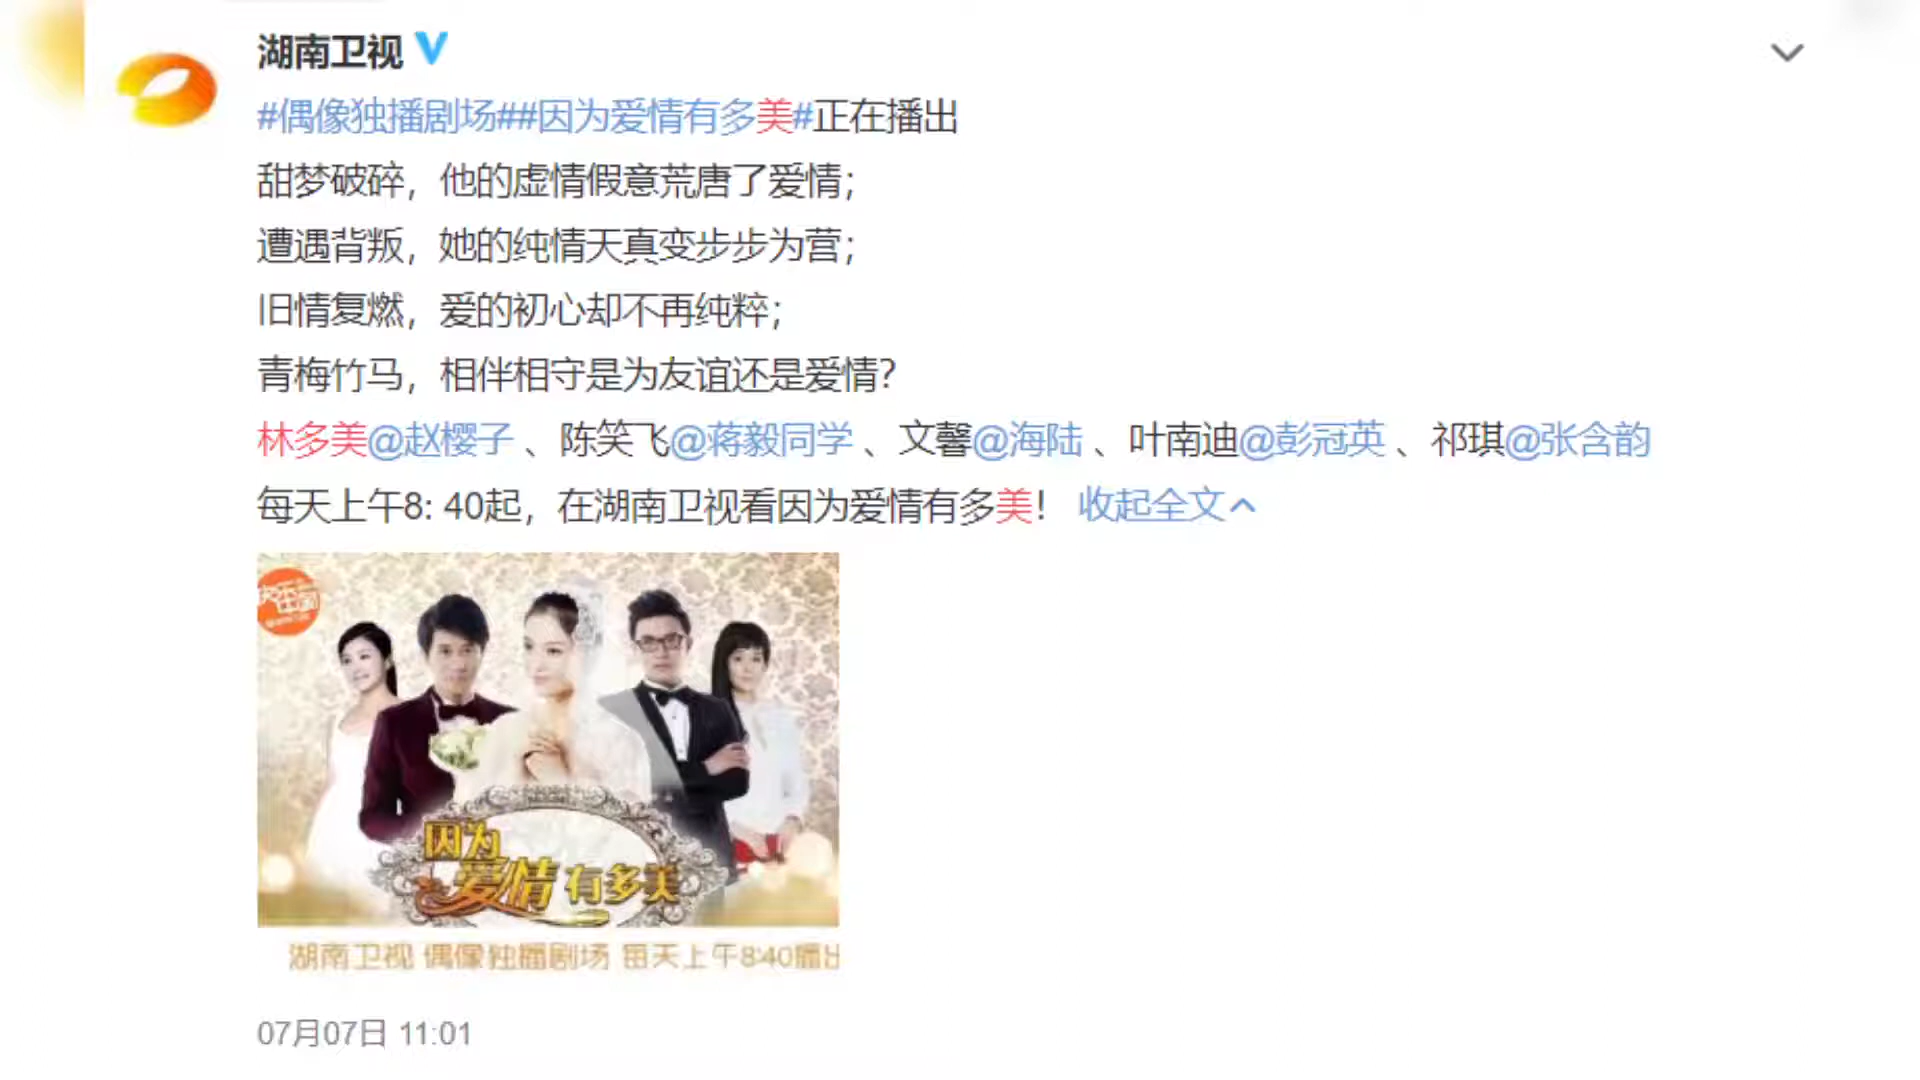 湖南卫视
#偶像独播剧场##因为爱情有多美#正在播出
甜梦破碎，他的虚情假意荒唐了爱情；
遭遇背叛，她的纯情天真变步步为营；
旧情复燃，爱的初心却不再纯粹；
青梅竹马，相伴相守是为友谊还是爱情？
林多美@赵樱子 、陈笑飞@蒋毅同学 、文馨@海陆 、叶南迪@彭冠英 、祁琪@张含韵
每天上午8: 40起，在湖南卫视看因为爱情有多美！ 收起全文
因为
爱情有多美
湖南卫视 偶像独播剧场 每天上午8:40播出
07月07日 11:01